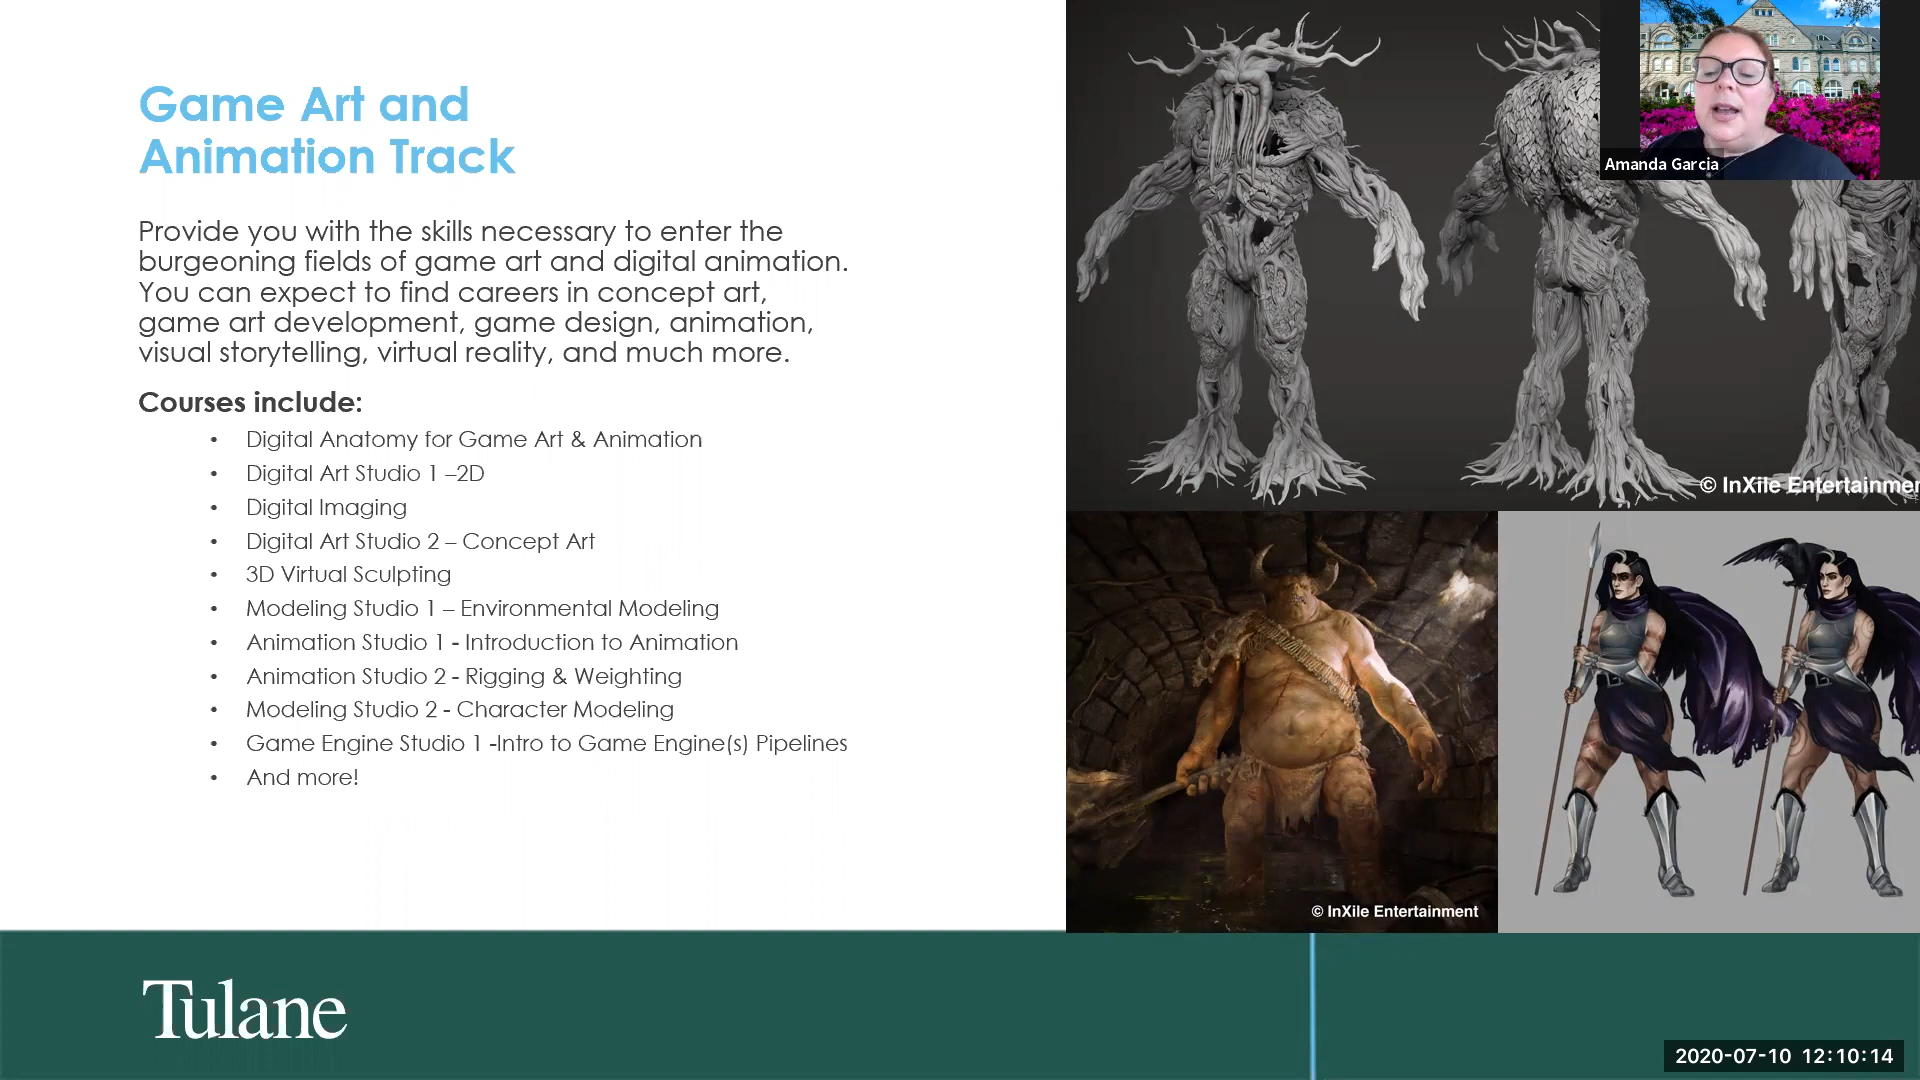 Game Art and
Animation Track
Provide you with the skills necessary to enter the
burgeoning fields of game art and digital animation.
You can expect to find careers in concept art,
game art development, game design, animation,
visual storytelling, virtual reality, and much more.
Courses include:
• Digital Anatomy for Game Art & Animation
• Digital Art Studio 1 –2D
• Digital Imaging
• Digital Art Studio 2 – Concept Art
• 3D Virtual Sculpting
• Modeling Studio 1 – Environmental Modeling
• Animation Studio 1 - Introduction to Animation
• Animation Studio 2 - Rigging & Weighting
• Modeling Studio 2 - Character Modeling
• Game Engine Studio 1 -Intro to Game Engine(s) Pipelines
• And more!
Amanda Garcia
© InXile Entertainmen
© InXile Entertainment
Tulane
2020-07-10 12:10:14